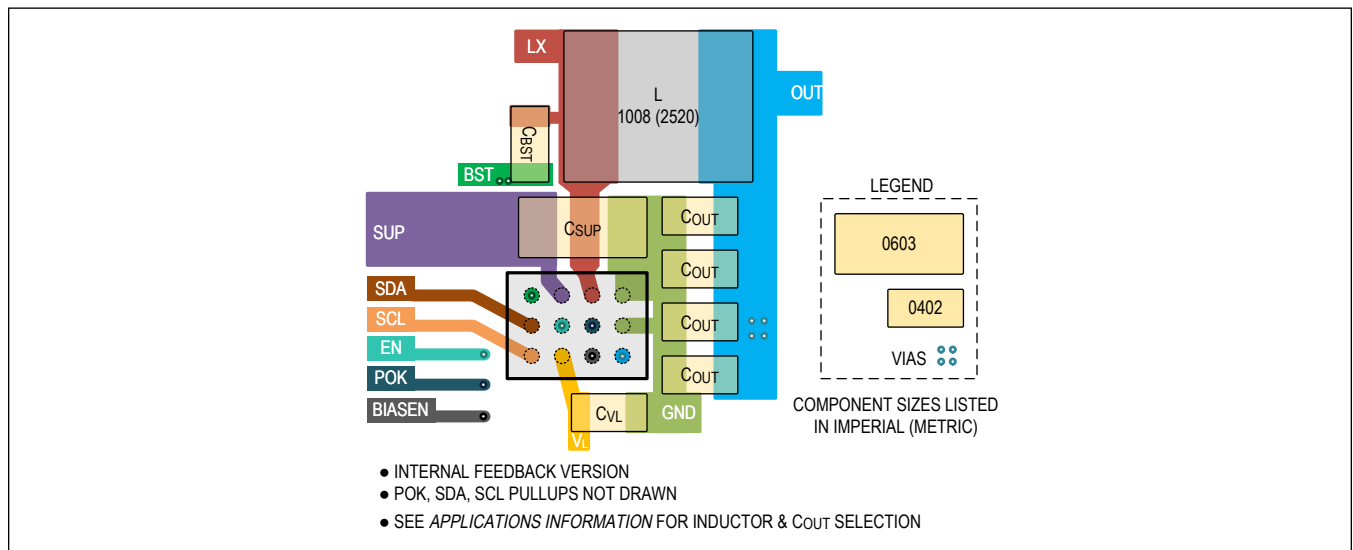 LX
L
1008 (2520)
OUT
CBST
BST
SUP
CSUP
COUT
COUT
COUT
COUT
SDA
SCL
EN
POK
BIASEN
CVL
GND
VL
LEGEND
0603
0402
VIAS
COMPONENT SIZES LISTED
IN IMPERIAL (METRIC)
● INTERNAL FEEDBACK VERSION
● POK, SDA, SCL PULLUPS NOT DRAWN
● SEE APPLICATIONS INFORMATION FOR INDUCTOR & COUT SELECTION